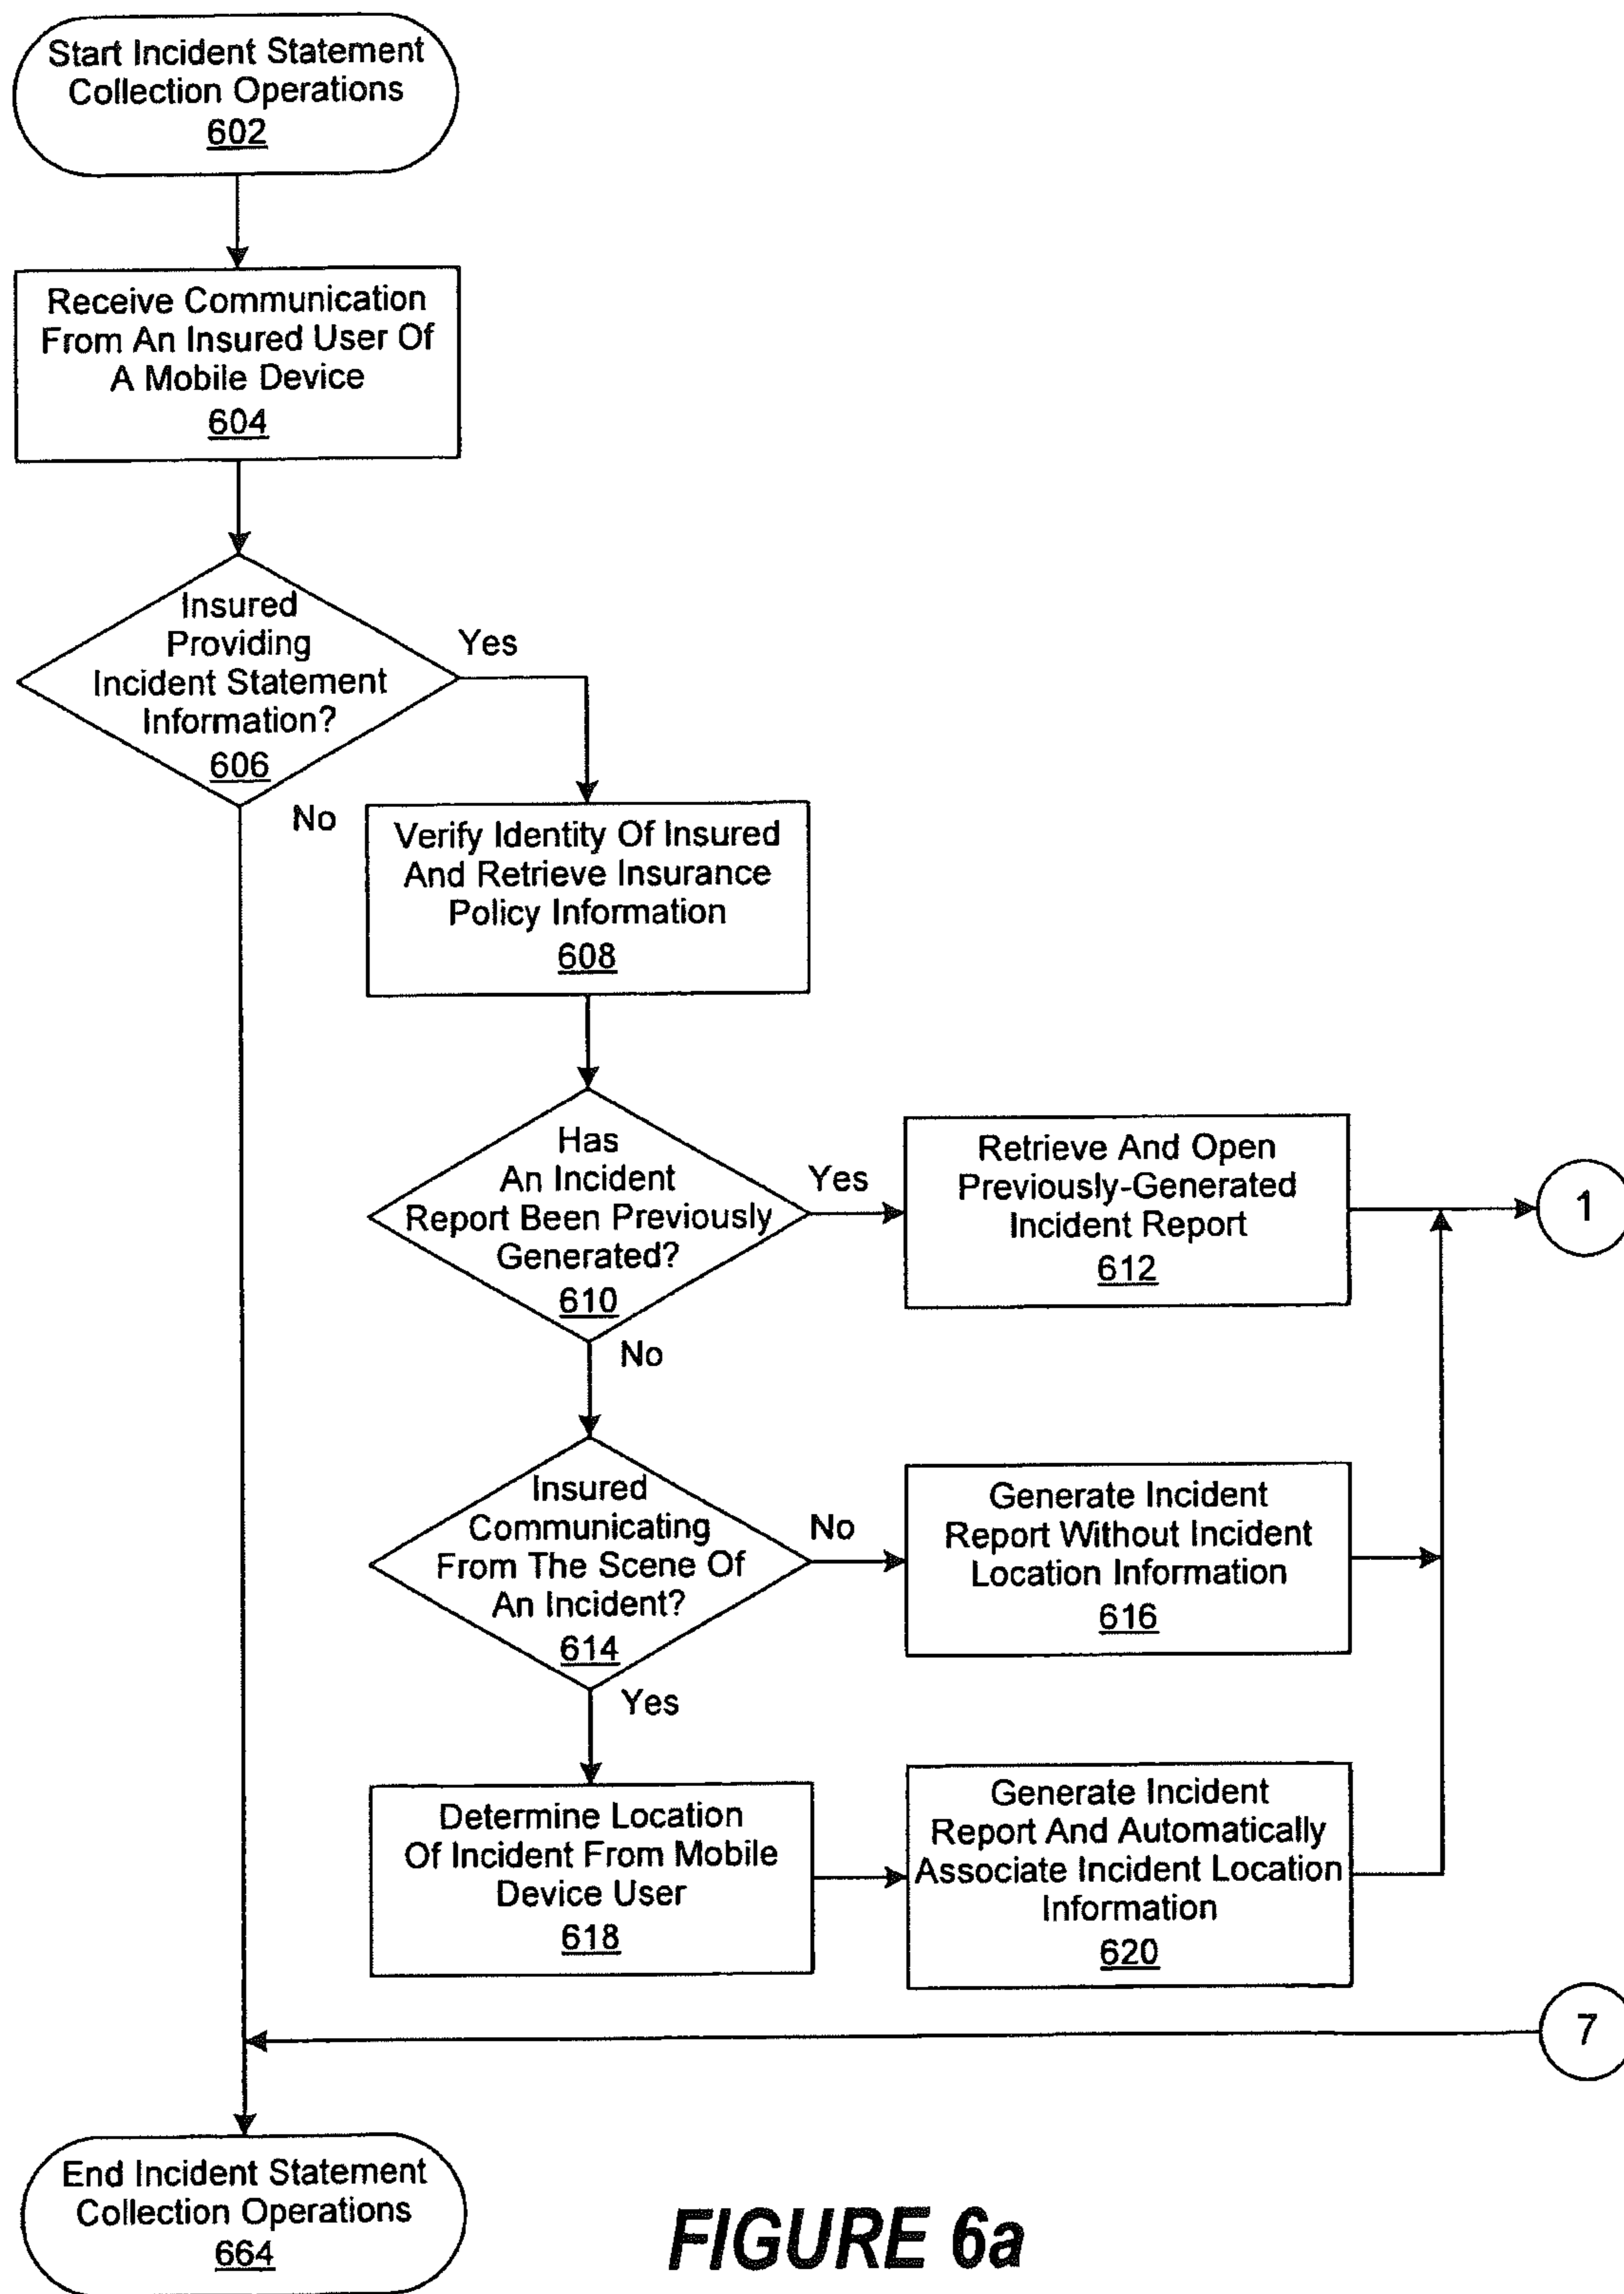 Start Incident Statement
Collection Operations
602
Receive Communication
From An Insured User Of
A Mobile Device
604
Insured
Providing
Incident Statement
Information?
606
Yes
No
Verify Identity Of Insured
And Retrieve Insurance
Policy Information
608
Has
An Incident
Report Been Previously
Generated?
610
Yes
Retrieve And Open
Previously-Generated
Incident Report
612
1
No
Insured
Communicating
From The Scene Of
An Incident?
614
No
Generate Incident
Report Without Incident
Location Information
616
Yes
Determine Location
Of Incident From Mobile
Device User
618
Generate Incident
Report And Automatically
Associate Incident Location
Information
620
7
End Incident Statement
Collection Operations
664
FIGURE 6a